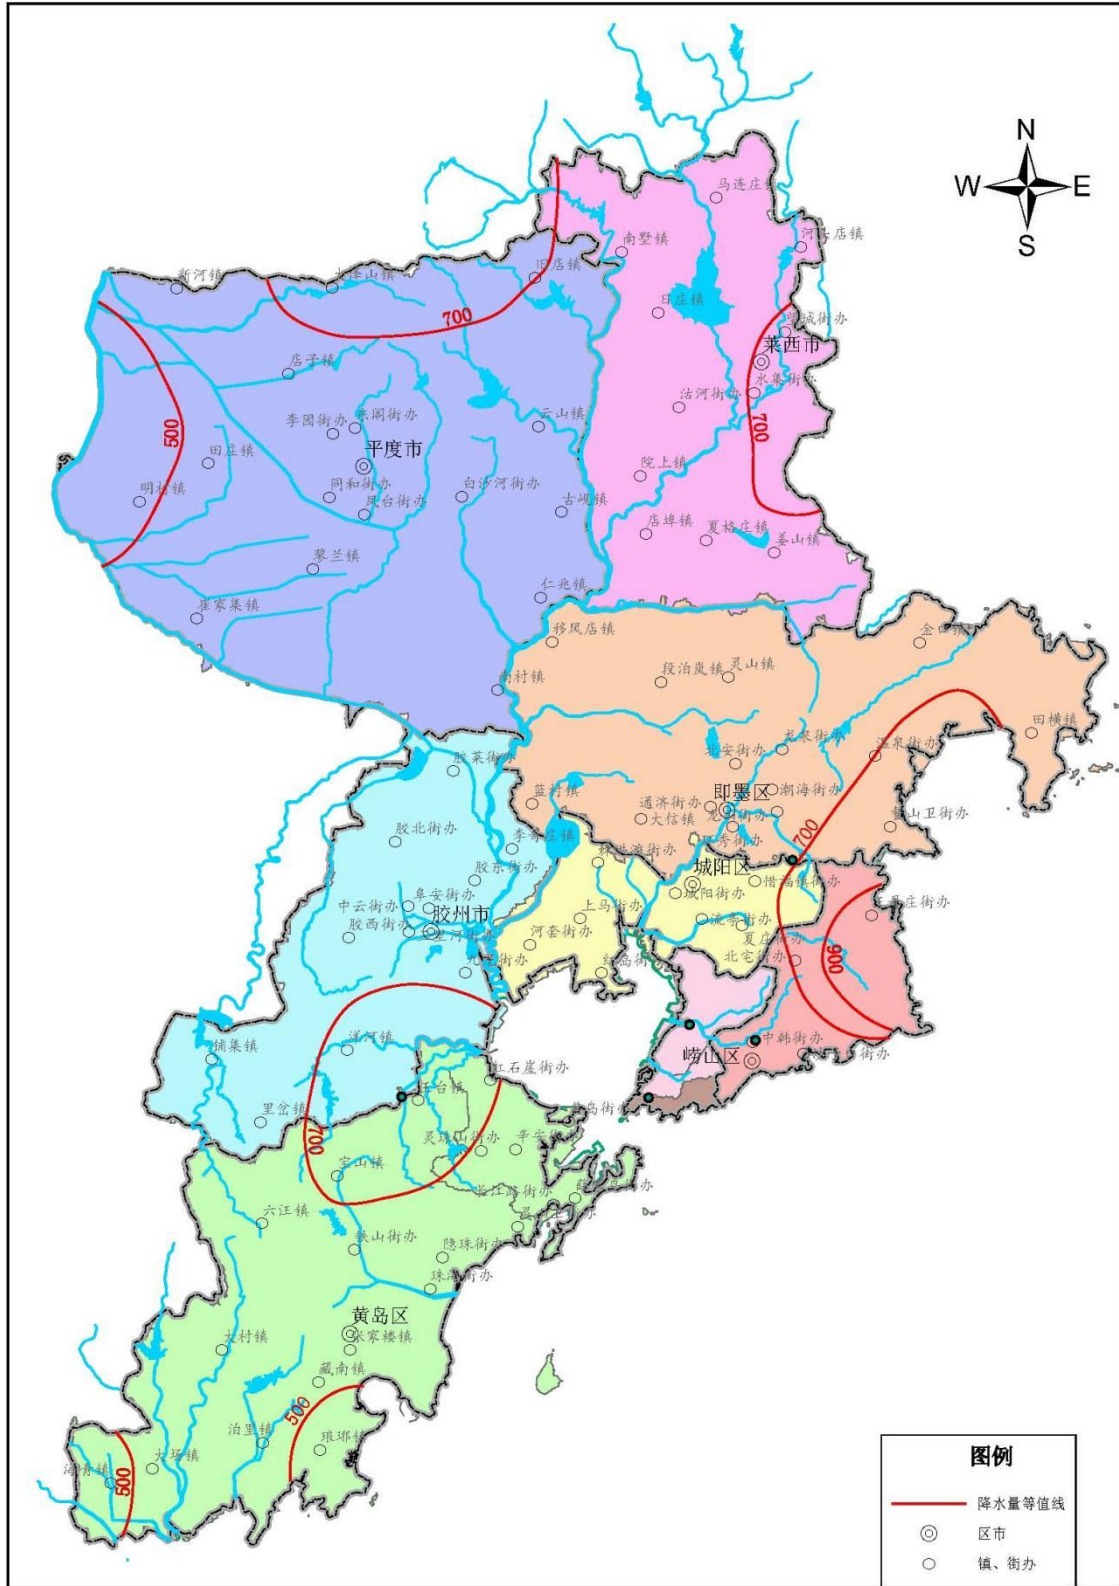 N
W
E
S
马连庄镇
河头店镇
南墅镇
新河镇
大泽山镇
旧店镇
日庄镇
700
望城街办
莱西市
水集街办
店子镇
沽河街办
500
700
李园街办
东阁街办
云山镇
平度市
田庄镇
院上镇
明村镇
同和街办
白沙河街办
凤台街办
古岘镇
店埠镇
夏格庄镇
姜山镇
蓼兰镇
仁兆镇
崔家集镇
移风店镇
金口镇
段泊岚镇
灵山镇
南村镇
田横镇
龙泉街办
温泉街办
北安街办
胶莱街办
即墨区
潮海街办
蓝村镇
通济街办
大信镇
700
胶北街办
李哥庄镇
城阳区
胶东街办
城阳街办
惜福镇街办
中云街办
阜安街办
胶州市
胶西街办
上马街办
流亭街办
河套街办
夏庄街办
北宅街办
900
红岛街办
洋河镇
铺集镇
中韩街办
崂山区
红石崖街办
王台镇
里岔镇
700
灵珠山街办
辛安街办
宝山镇
长江路街办
六汪镇
铁山街办
隐珠街办
珠海街办
黄岛区
大村镇
张家楼镇
藏南镇
500
泊里镇
琅琊镇
大场镇
海青镇
500
图例
降水量等值线
区市
镇、街办